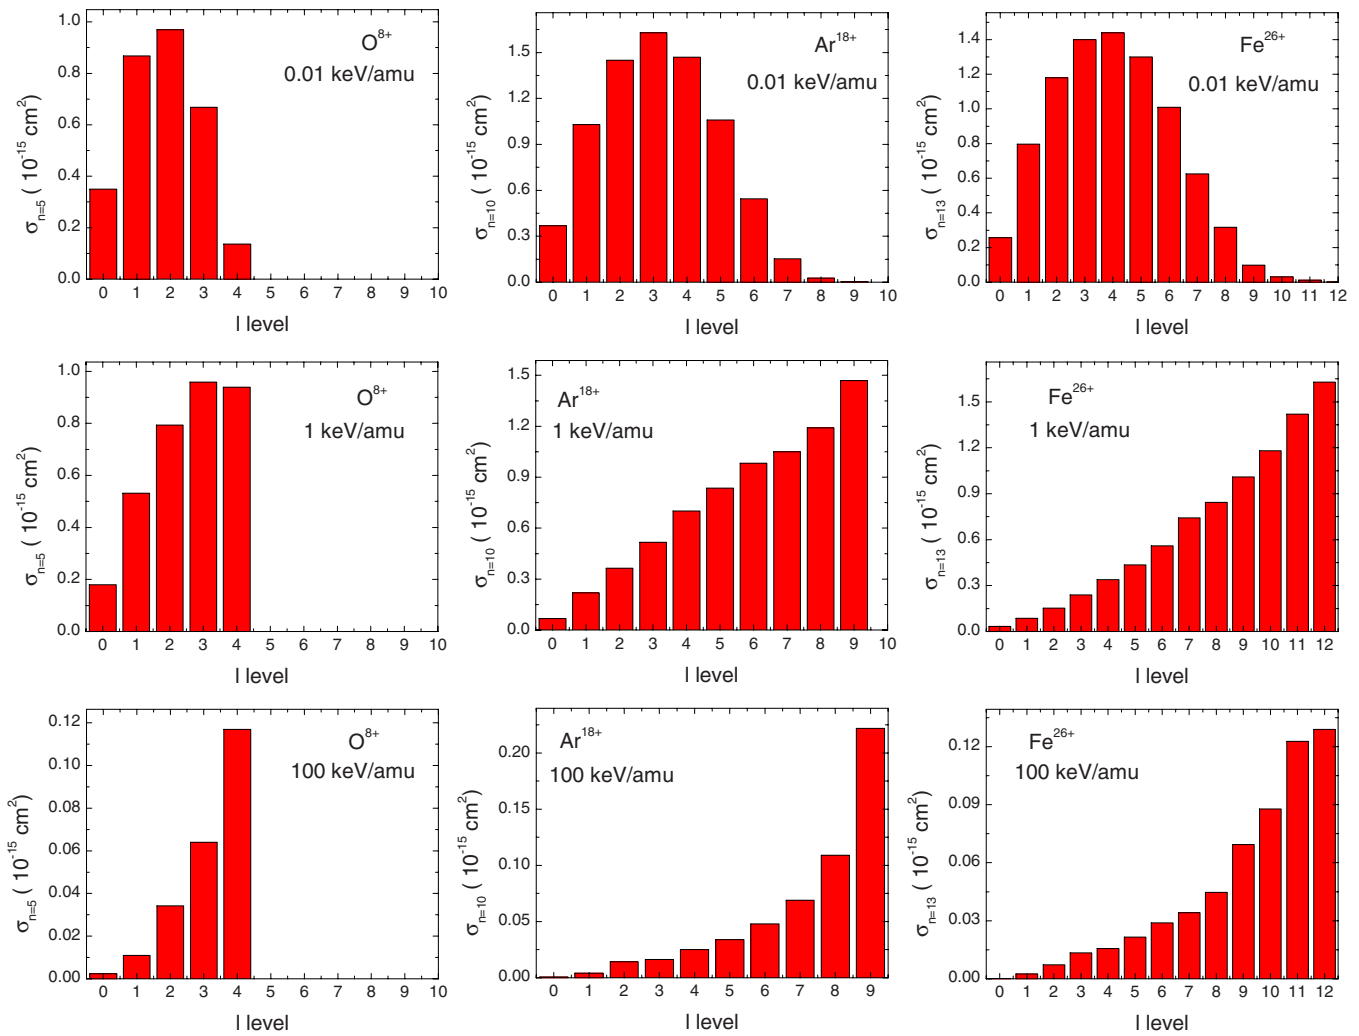 1.0
0.8
0.6
0.4
0.2
0.0
σn=5 ( 10-15 cm2)
O8+
0.01 keV/amu
0 1 2 3 4 5 6 7 8 9 10
l level
1.5
1.2
0.9
0.6
0.3
0.0
σn=10 ( 10-15 cm2)
Ar18+
0.01 keV/amu
0 1 2 3 4 5 6 7 8 9 10
l level
1.4
1.2
1.0
0.8
0.6
0.4
0.2
0.0
σn=13 ( 10-15 cm2)
Fe26+
0.01 keV/amu
0 1 2 3 4 5 6 7 8 9 10 11 12
l level
1.0
0.8
0.6
0.4
0.2
0.0
σn=5 ( 10-15 cm2)
O8+
1 keV/amu
0 1 2 3 4 5 6 7 8 9 10
l level
1.5
1.2
0.9
0.6
0.3
0.0
σn=10 ( 10-15 cm2)
Ar18+
1 keV/amu
0 1 2 3 4 5 6 7 8 9 10
l level
1.5
1.2
0.9
0.6
0.3
0.0
σn=13 ( 10-15 cm2)
Fe26+
1 keV/amu
0 1 2 3 4 5 6 7 8 9 10 11 12
l level
0.12
0.10
0.08
0.06
0.04
0.02
0.00
σn=5 ( 10-15 cm2)
O8+
100 keV/amu
0 1 2 3 4 5 6 7 8 9 10
l level
0.20
0.15
0.10
0.05
0.00
σn=10 ( 10-15 cm2)
Ar18+
100 keV/amu
0 1 2 3 4 5 6 7 8 9
l level
0.12
0.09
0.06
0.03
0.00
σn=13 ( 10-15 cm2)
Fe26+
100 keV/amu
0 1 2 3 4 5 6 7 8 9 10 11 12
l level